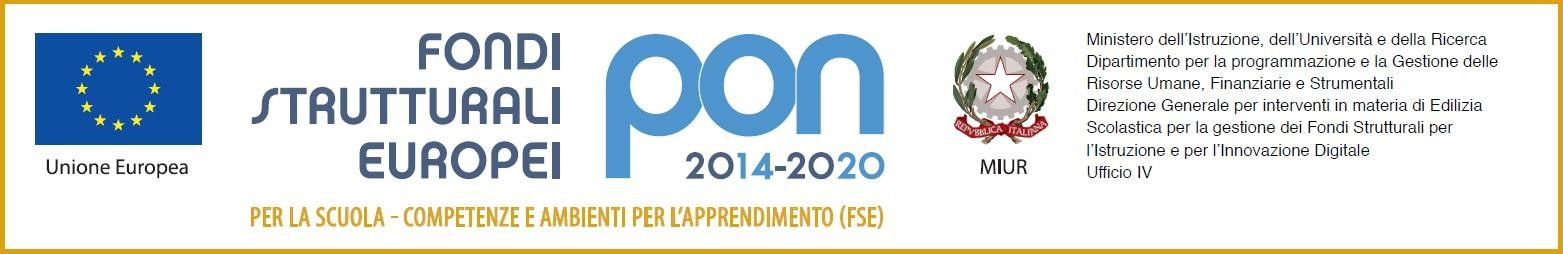 Unione Europea
FONDI
STRUTTURALI
EUROPEI
pon
2014-2020
PER LA SCUOLA - COMPETENZE E AMBIENTI PER L'APPRENDIMENTO (FSE)
REPVBBLICA ITALIANA
MIUR
Ministero dell'Istruzione, dell'Università e della Ricerca
Dipartimento per la programmazione e la Gestione delle
Risorse Umane, Finanziarie e Strumentali
Direzione Generale per interventi in materia di Edilizia
Scolastica per la gestione dei Fondi Strutturali per
l'Istruzione e per l'Innovazione Digitale
Ufficio IV